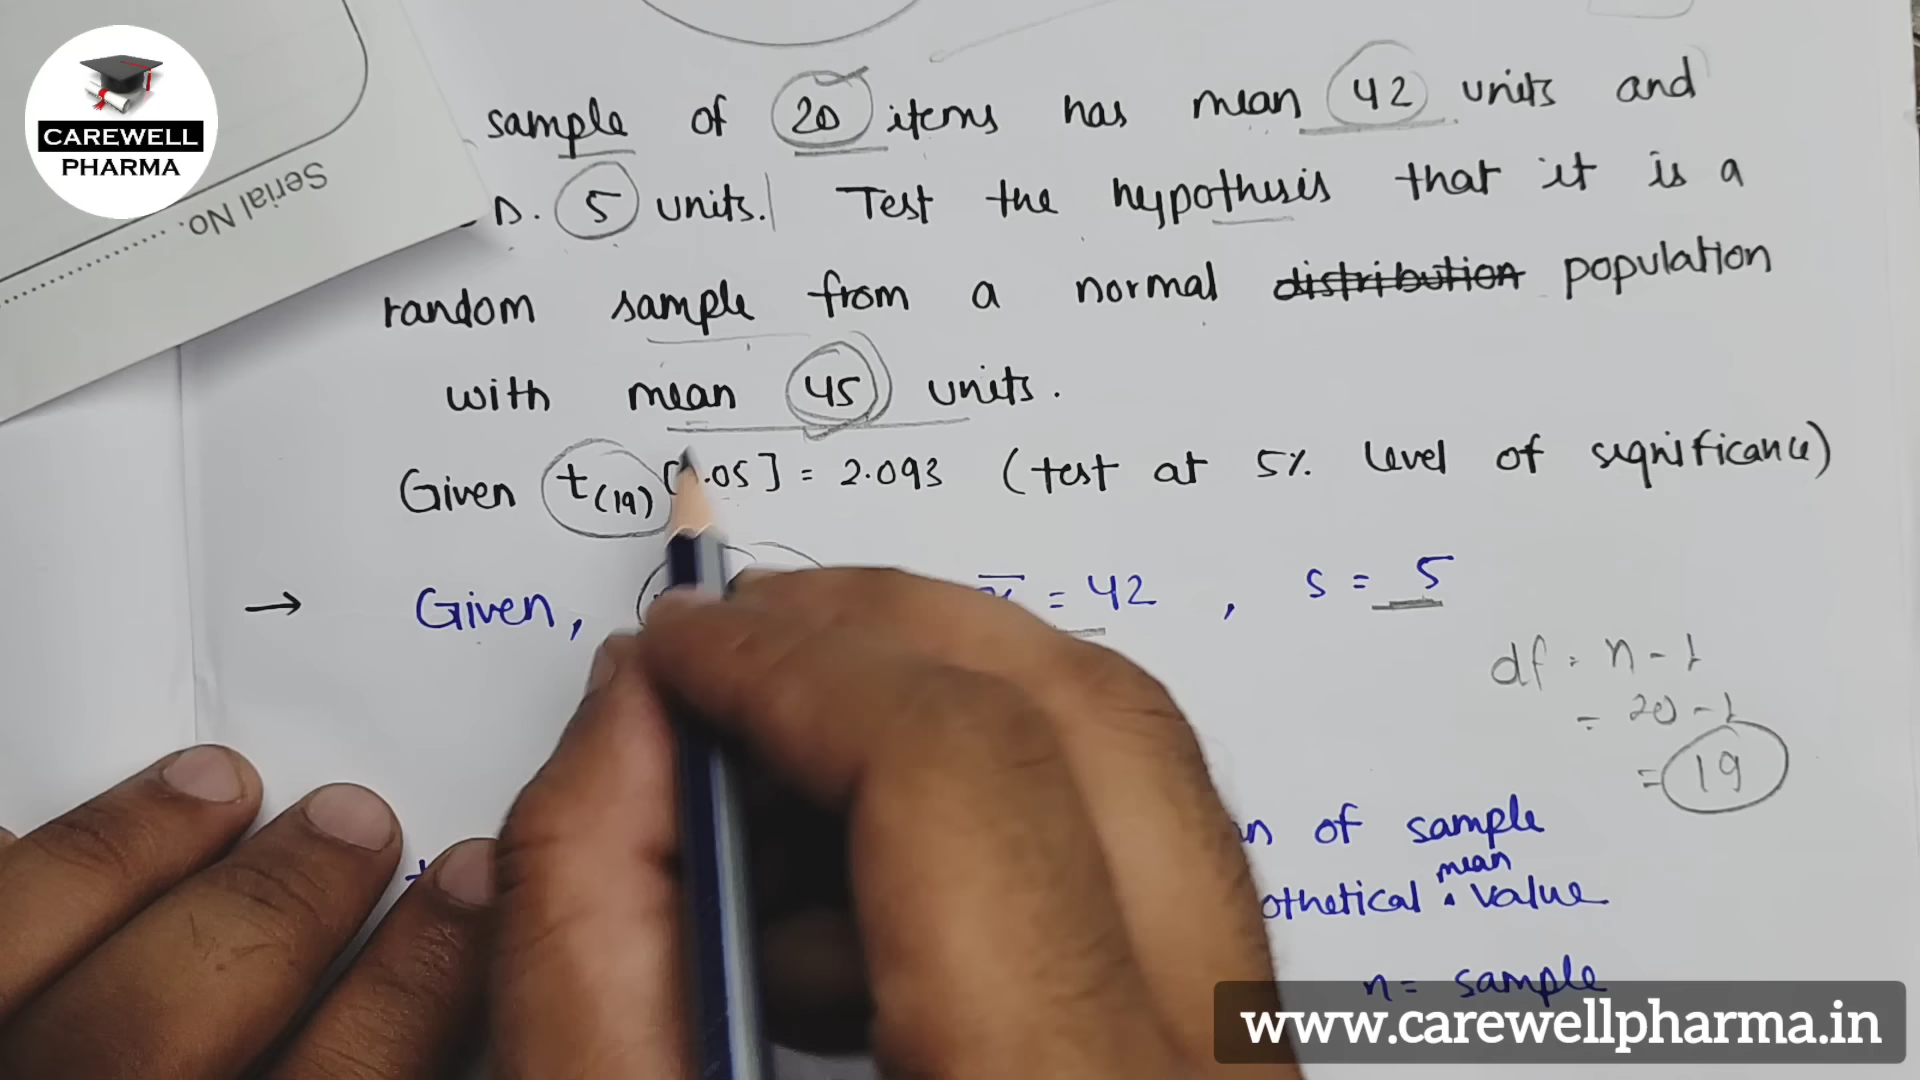 CAREWELL
PHARMA
Serial No.
sample of 20 items has mean 42 units and
D. 5 units. Test the hypothesis that it is a
random sample from a normal distribution population
with mean 45 units.
Given t(19) [0.05] = 2.093 (test at 5% level of significance)
→ Given, x̄ = 42 , s = 5
df = n - 1
= 20 - 1
= 19
of sample
mean
othetical value
n = sample
www.carewellpharma.in